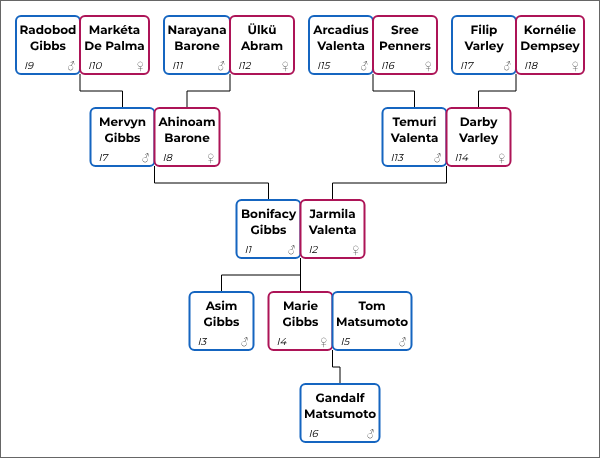 Radobod
Gibbs
I9 ♂
Markéta
De Palma
I10 ♀
Narayana
Barone
I11 ♂
Ülkü
Abram
I12 ♀
Arcadius
Valenta
I15 ♂
Sree
Penners
I16 ♀
Filip
Varley
I17 ♂
Kornélie
Dempsey
I18 ♀
Mervyn
Gibbs
I7 ♂
Ahinoam
Barone
I8 ♀
Temuri
Valenta
I13 ♂
Darby
Varley
I14 ♀
Bonifacy
Gibbs
I1 ♂
Jarmila
Valenta
I2 ♀
Asim
Gibbs
I3 ♂
Marie
Gibbs
I4 ♀
Tom
Matsumoto
I5 ♂
Gandalf
Matsumoto
I6 ♂